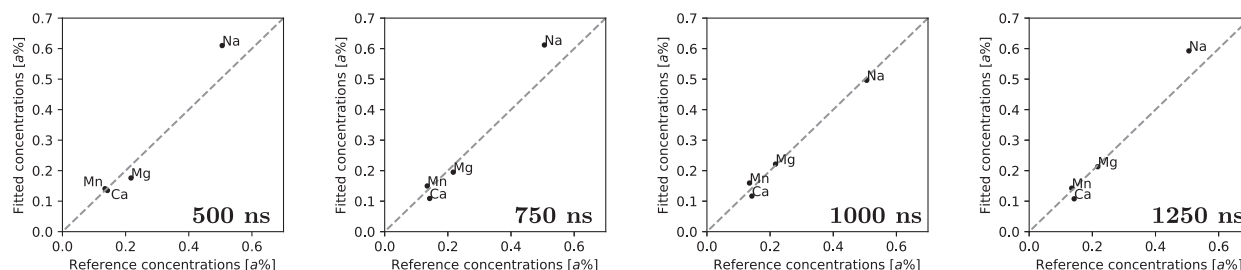 Fitted concentrations [a%]
0.7
0.6
0.5
0.4
0.3
0.2
0.1
0.0
Na
Mn
Mg
Ca
500 ns
0.0 0.2 0.4 0.6
Reference concentrations [a%]
Fitted concentrations [a%]
0.7
0.6
0.5
0.4
0.3
0.2
0.1
0.0
Na
Mg
Mn
Ca
750 ns
0.0 0.2 0.4 0.6
Reference concentrations [a%]
Fitted concentrations [a%]
0.7
0.6
0.5
0.4
0.3
0.2
0.1
0.0
Na
Mg
Mn
Ca
1000 ns
0.0 0.2 0.4 0.6
Reference concentrations [a%]
Fitted concentrations [a%]
0.7
0.6
0.5
0.4
0.3
0.2
0.1
0.0
Na
Mg
Mn
Ca
1250 ns
0.0 0.2 0.4 0.6
Reference concentrations [a%]